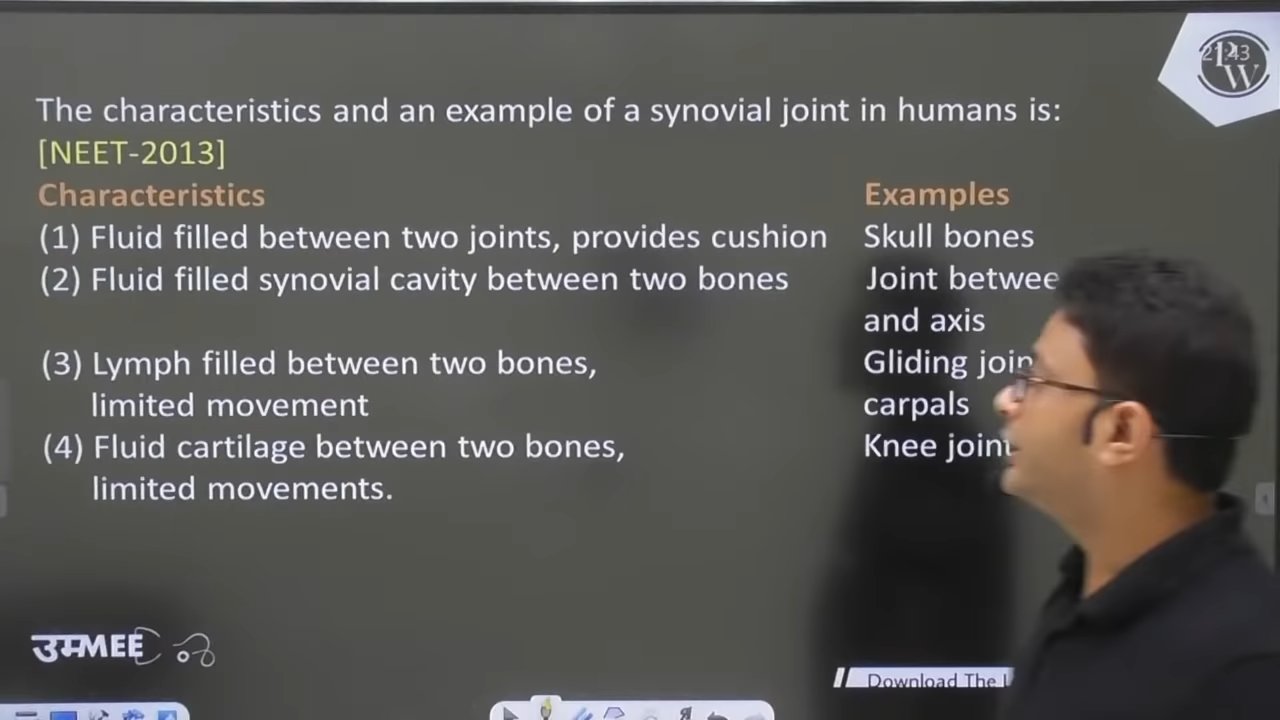 The characteristics and an example of a synovial joint in humans is:
[NEET-2013]
Characteristics Examples
(1) Fluid filled between two joints, provides cushion Skull bones
(2) Fluid filled synovial cavity between two bones Joint
and axis
(3) Lymph filled between two bones, Gliding
limited movement carpals
(4) Fluid cartilage between two bones, Knee joint
limited movements.
PW
उम्MEED
Download The